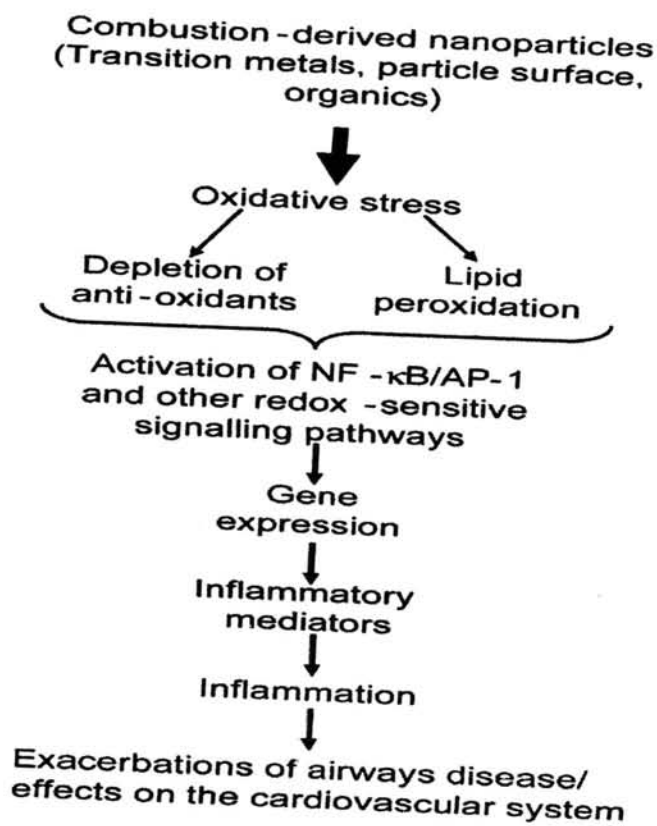 Combustion-derived nanoparticles
(Transition metals, particle surface,
organics)
Oxidative stress
Depletion of
anti-oxidants
Lipid
peroxidation
Activation of NF-κB/AP-1
and other redox-sensitive
signalling pathways
Gene
expression
Inflammatory
mediators
Inflammation
Exacerbations of airways disease/
effects on the cardiovascular system